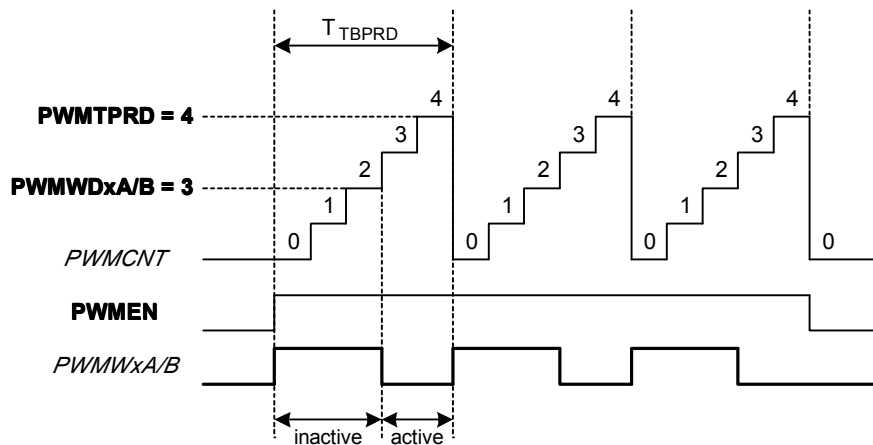 T TBPRD
PWMTPRD = 4
4 4 4
3 3 3
PWMWDxA/B = 3
2 2 2
1 1 1
PWMCNT
0 0 0 0
PWMEN
PWMWxA/B
inactive active